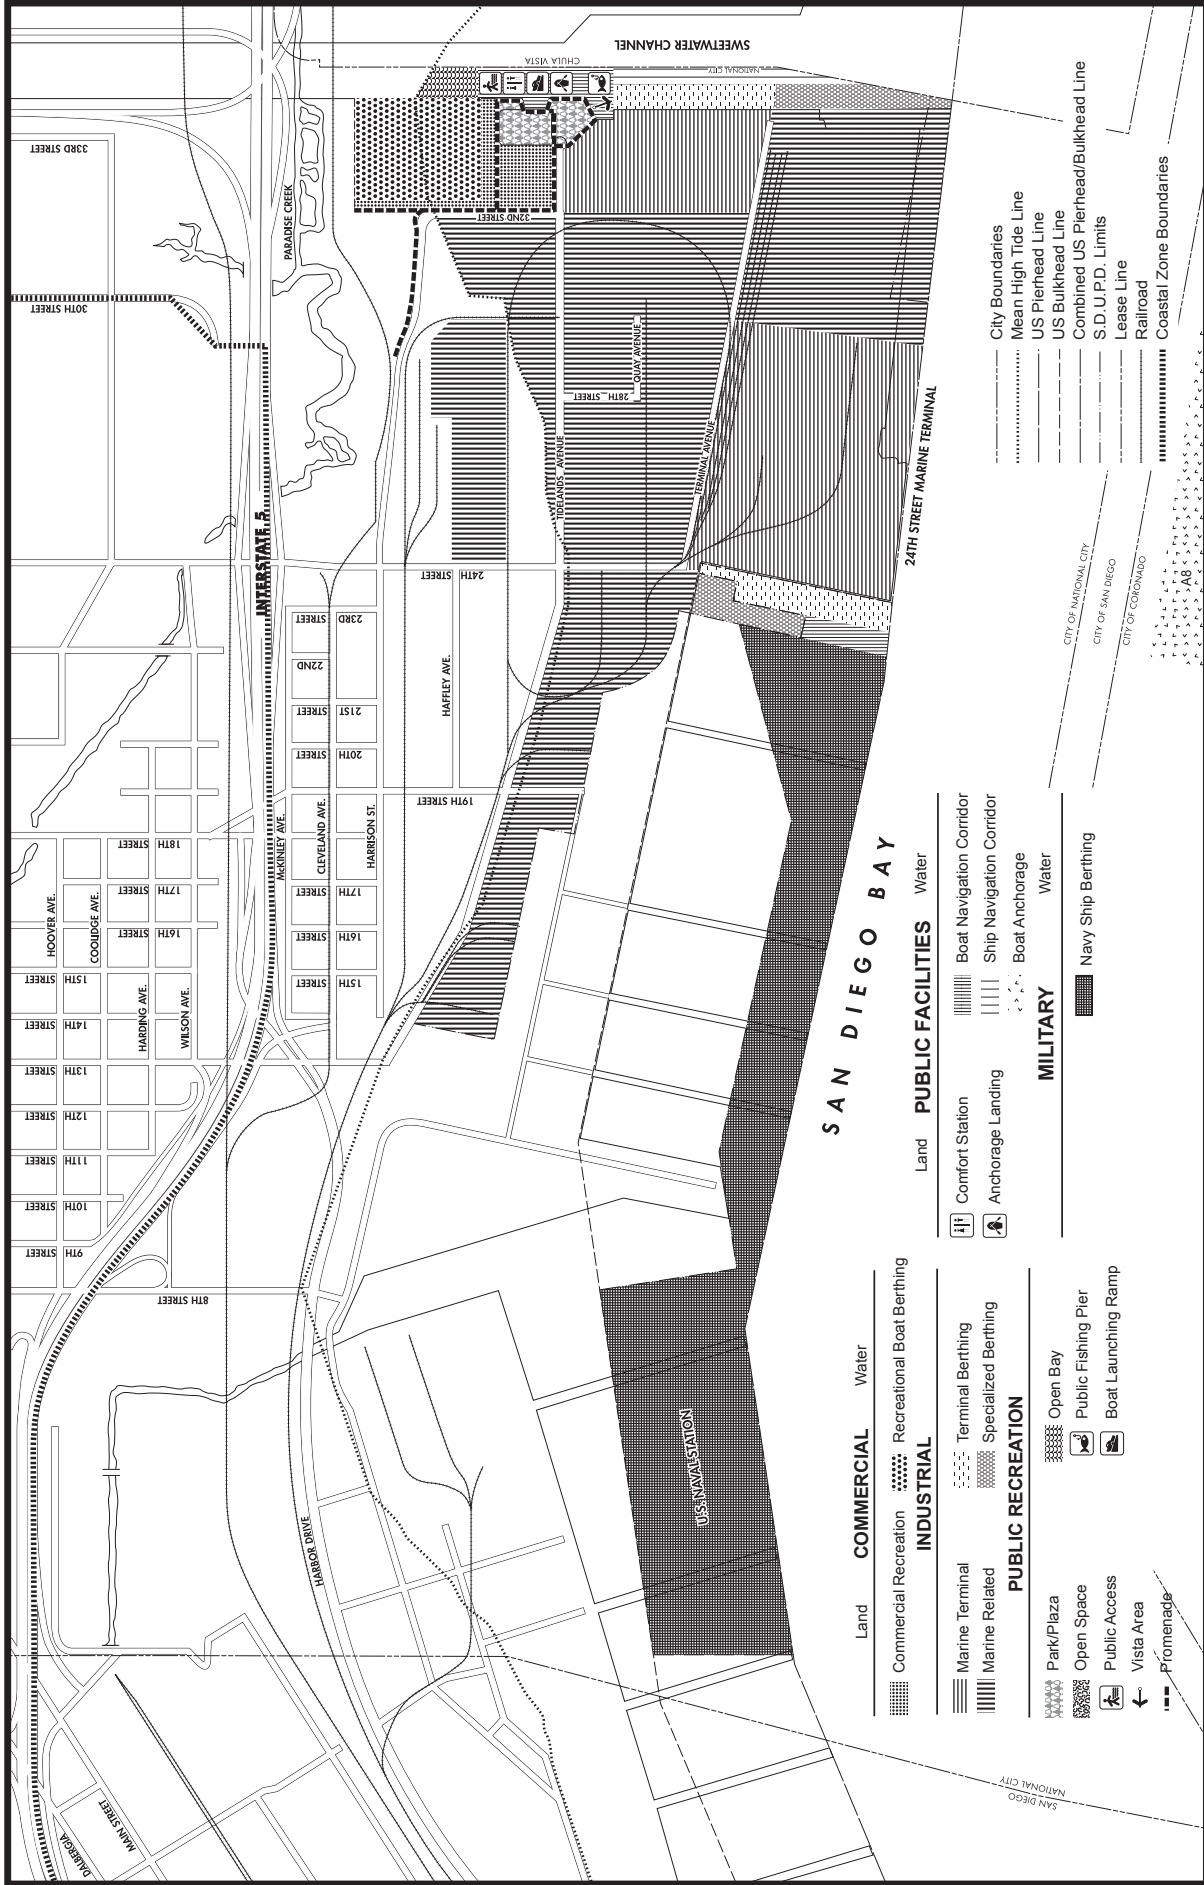 33RD STREET
30TH STREET
PARADISE CREEK
INTERSTATE 5
SWEETWATER CHANNEL
CHULA VISTA
NATIONAL CITY
32ND STREET
28TH STREET
QUAY AVENUE
TIDELANDS AVENUE
TERMINAL AVENUE
24TH STREET MARINE TERMINAL
24TH STREET
23RD STREET
22ND
21ST STREET
20TH STREET
19TH STREET
HAFFLEY AVE.
McKINLEY AVE.
CLEVELAND AVE.
HARRISON ST.
18TH STREET
17TH STREET
16TH STREET
17TH STREET
16TH STREET
15TH STREET
HOOVER AVE.
COOLIDGE AVE.
HARDING AVE.
WILSON AVE.
15TH STREET
14TH STREET
13TH STREET
12TH STREET
11TH STREET
10TH STREET
9TH STREET
8TH STREET
HARBOR DRIVE
MAIN STREET
DALBERGIA
U.S. NAVAL STATION
SAN DIEGO BAY
CITY OF NATIONAL CITY
CITY OF SAN DIEGO
CITY OF CORONADO
A8
SAN DIEGO
NATIONAL CITY
Land COMMERCIAL Water
Commercial Recreation Recreational Boat Berthing
INDUSTRIAL
Marine Terminal Terminal Berthing
Marine Related Specialized Berthing
PUBLIC RECREATION
Park/Plaza Open Bay
Open Space Public Fishing Pier
Public Access Boat Launching Ramp
Vista Area
Promenade
Land PUBLIC FACILITIES Water
Comfort Station Boat Navigation Corridor
Anchorage Landing Ship Navigation Corridor
Boat Anchorage
MILITARY Water
Navy Ship Berthing
City Boundaries
Mean High Tide Line
US Pierhead Line
US Bulkhead Line
Combined US Pierhead/Bulkhead Line
S.D.U.P.D. Limits
Lease Line
Railroad
Coastal Zone Boundaries